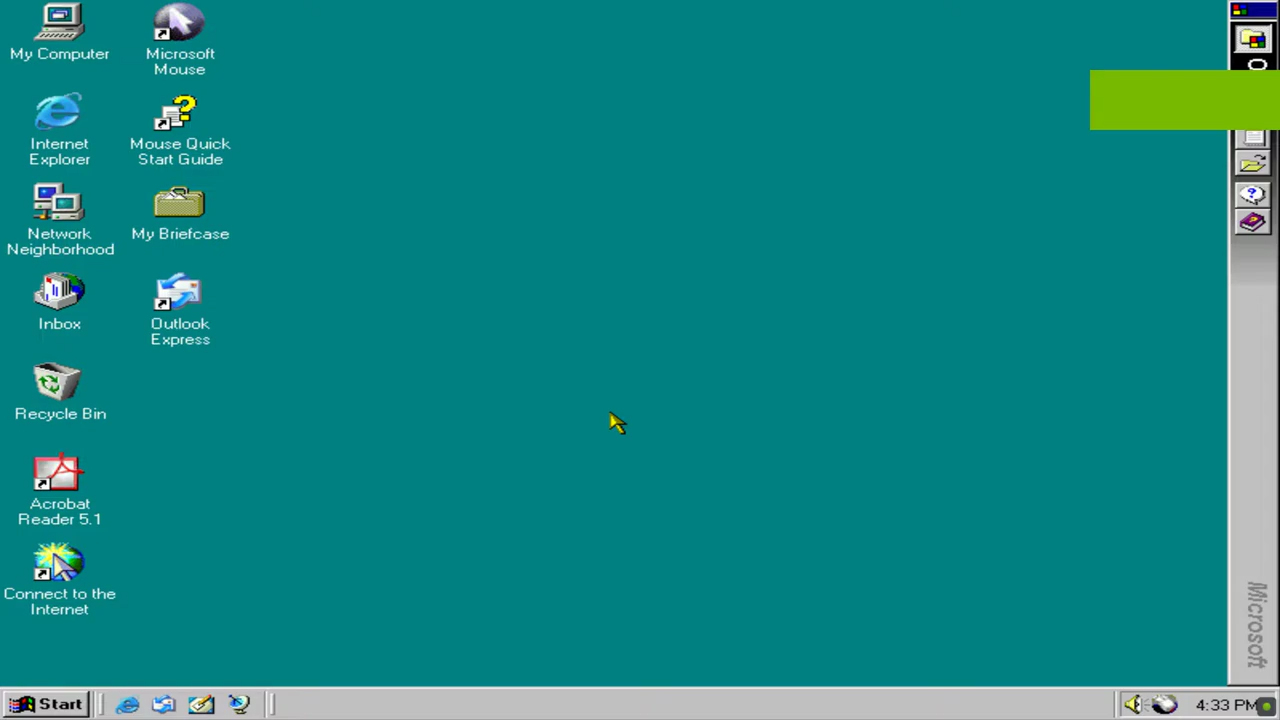 My Computer
Microsoft
Mouse
Internet
Explorer
Mouse Quick
Start Guide
Network
Neighborhood
My Briefcase
Inbox
Outlook
Express
Recycle Bin
Acrobat
Reader 5.1
Connect to the
Internet
Microsoft
Start
4:33 PM